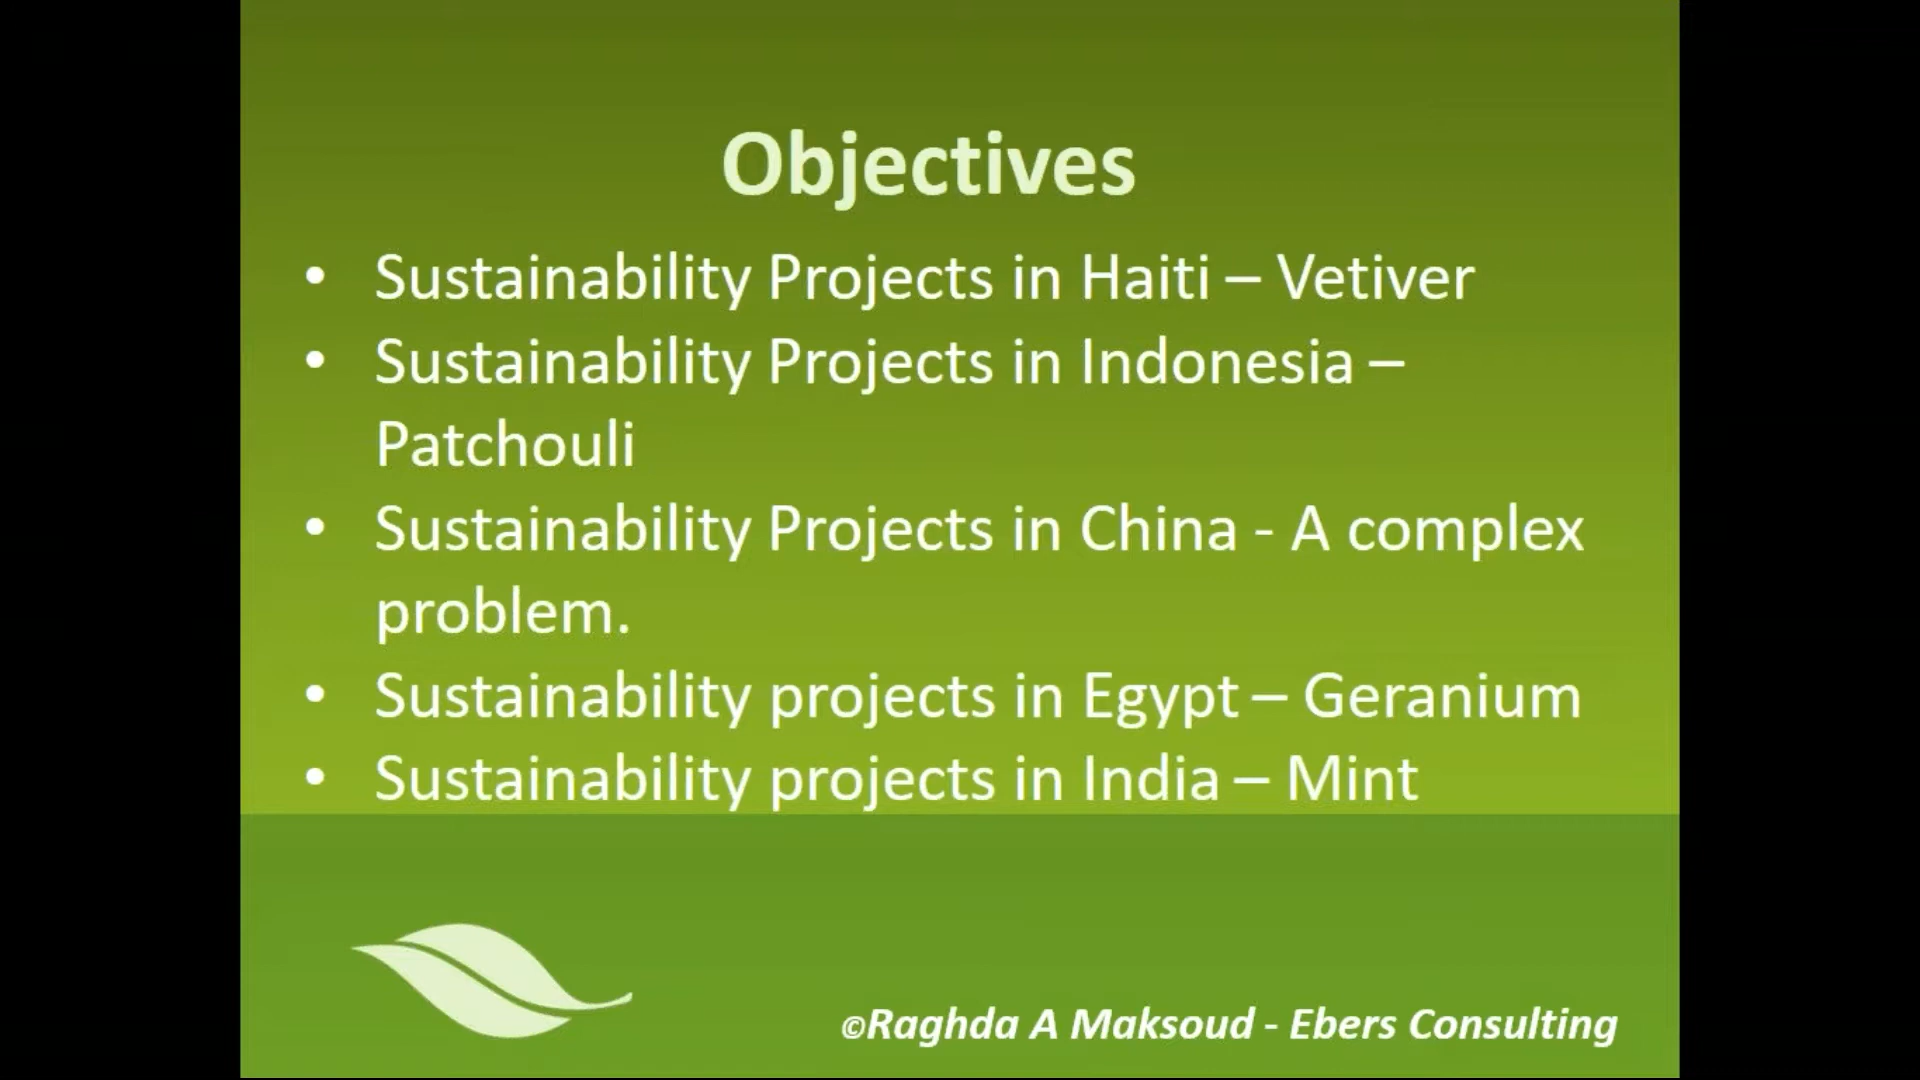 Objectives
• Sustainability Projects in Haiti – Vetiver
• Sustainability Projects in Indonesia –
Patchouli
• Sustainability Projects in China - A complex
problem.
• Sustainability projects in Egypt – Geranium
• Sustainability projects in India – Mint
©Raghda A Maksoud - Ebers Consulting